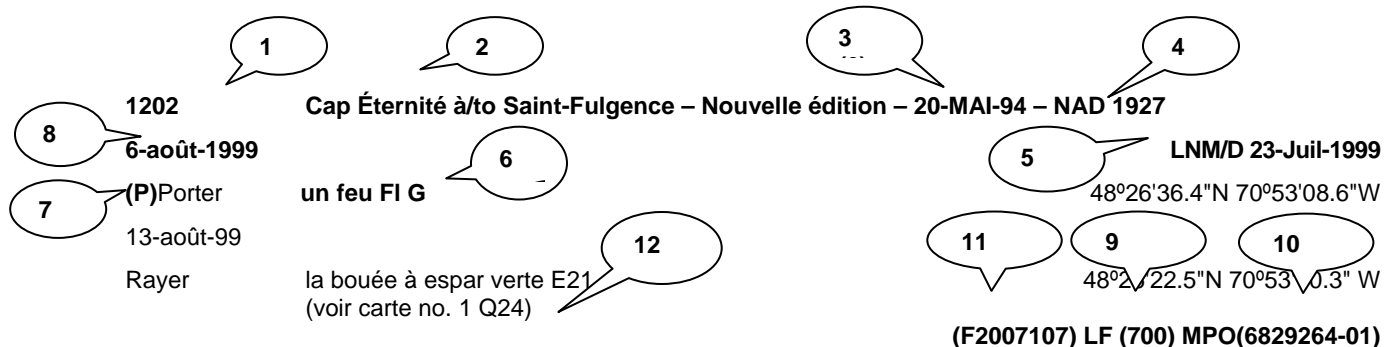 1 2 3 4
1202 Cap Éternité à/to Saint-Fulgence – Nouvelle édition – 20-MAI-94 – NAD 1927
8 6-août-1999 6 5 LNM/D 23-Juil-1999
7 (P)Porter un feu Fl G 48º26'36.4"N 70º53'08.6"W
13-août-99 12 11 9 10
Rayer la bouée à espar verte E21 22.5"N 70º53' W
(voir carte no. 1 Q24)
(F2007107) LF (700) MPO(6829264-01)